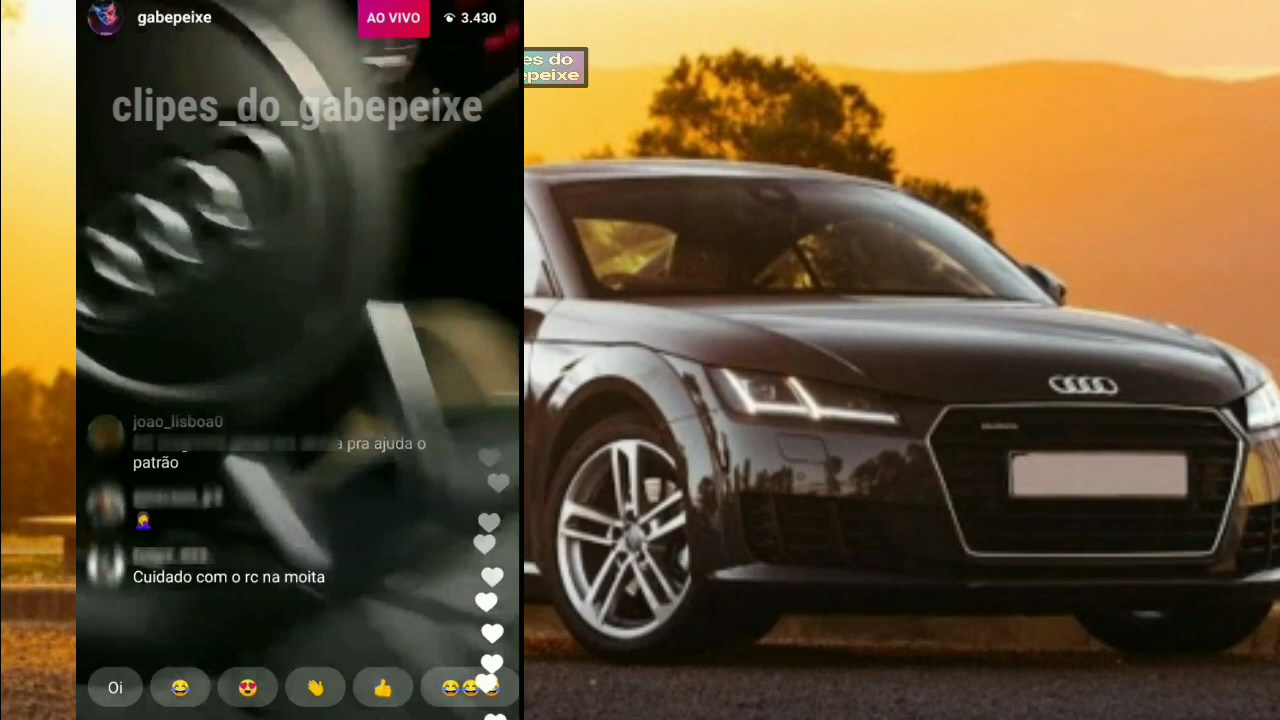 gabepeixe
AO VIVO
3.430
es do
epeixe
clipes_do_gabepeixe
joao_lisboa0
a pra ajuda o
patrão
Cuidado com o rc na moita
Oi